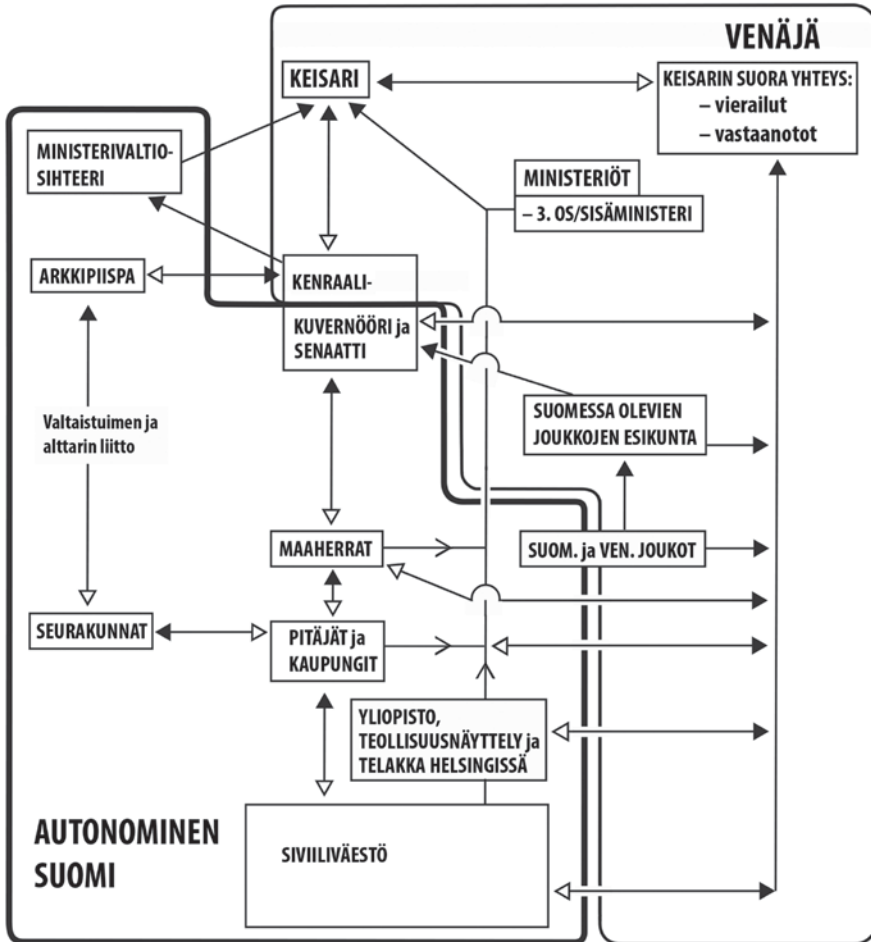 VENÄJÄ
KEISARI
KEISARIN SUORA YHTEYS:
– vierailut
– vastaanotot
MINISTERIVALTIO-
SIHTEERI
MINISTERIÖT
– 3. OS/SISÄMINISTERI
ARKKIPIISPA
KENRAALI-
KUVERNÖÖRI ja
SENAATTI
Valtaistuimen ja
alttarin liitto
SUOMESSA OLEVIEN
JOUKKOJEN ESIKUNTA
MAAHERRAT
SUOM. ja VEN. JOUKOT
SEURAKUNNAT
PITÄJÄT ja
KAUPUNGIT
YLIOPISTO,
TEOLLISUUSNÄYTTELY ja
TELAKKA HELSINGISSÄ
AUTONOMINEN
SUOMI
SIVIILIVÄESTÖ